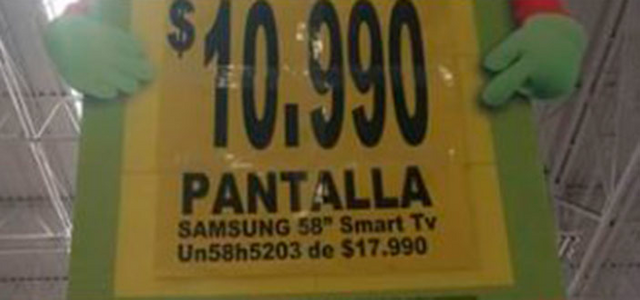 $10.990
PANTALLA
SAMSUNG 58" Smart Tv
Un58h5203 de $17.990